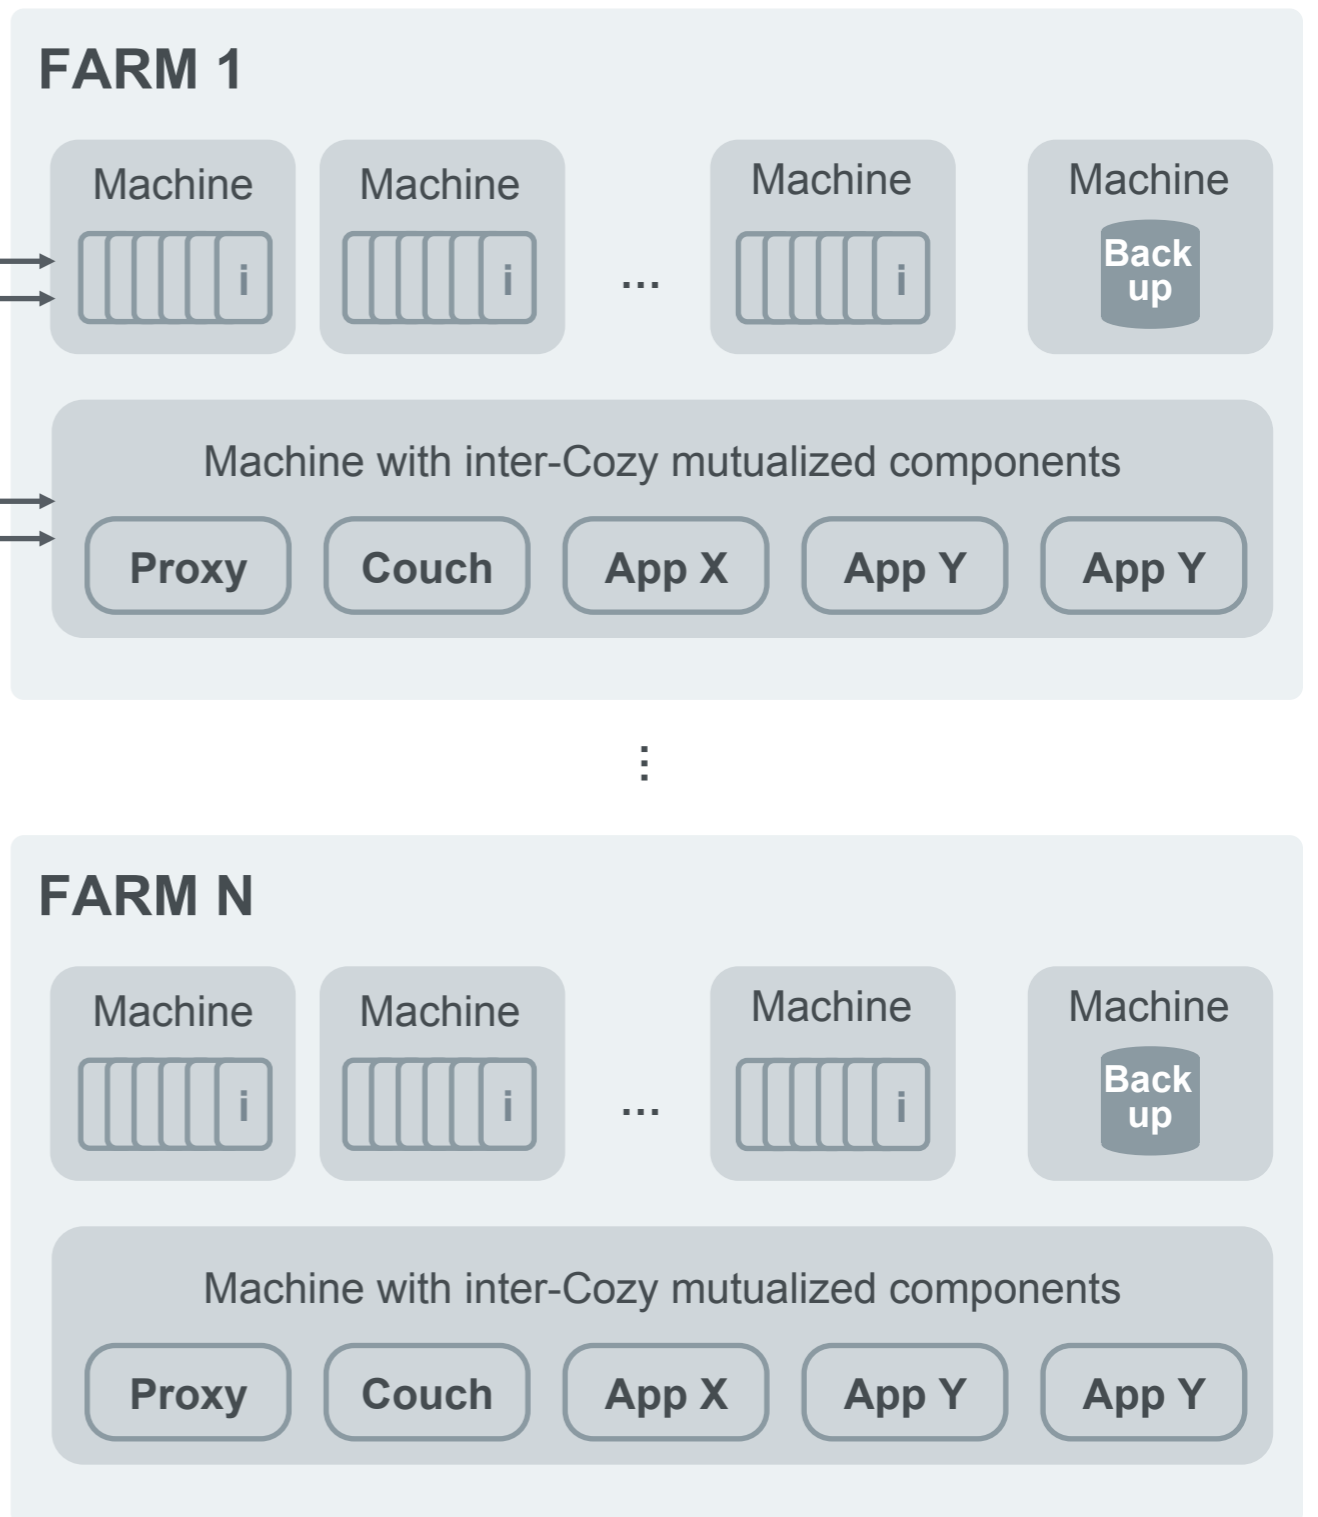 FARM 1
Machine Machine Machine Machine
i i ... i Back
up
Machine with inter-Cozy mutualized components
Proxy Couch App X App Y App Y
...
FARM N
Machine Machine Machine Machine
i i ... i Back
up
Machine with inter-Cozy mutualized components
Proxy Couch App X App Y App Y